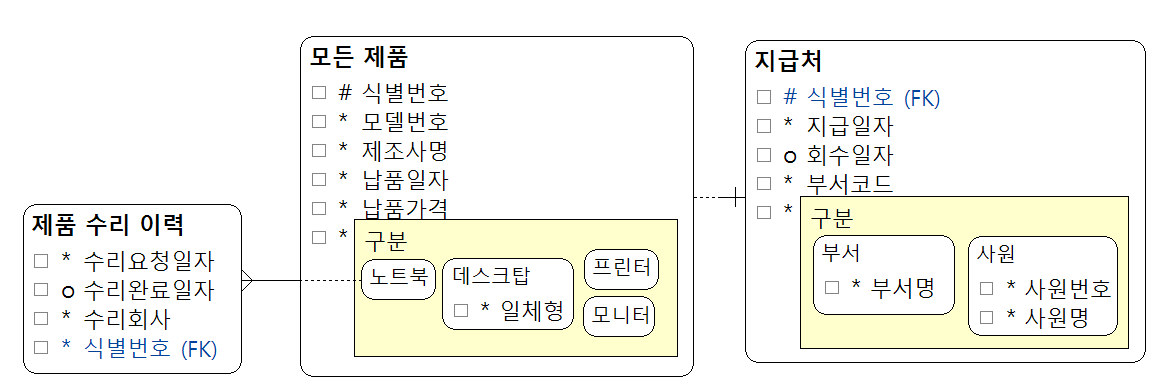 제품 수리 이력
* 수리요청일자
o 수리완료일자
* 수리회사
* 식별번호 (FK)
모든 제품
# 식별번호
* 모델번호
* 제조사명
* 납품일자
* 납품가격
*
구분
노트북
데스크탑
* 일체형
프린터
모니터
지급처
# 식별번호 (FK)
* 지급일자
o 회수일자
* 부서코드
*
구분
부서
* 부서명
사원
* 사원번호
* 사원명